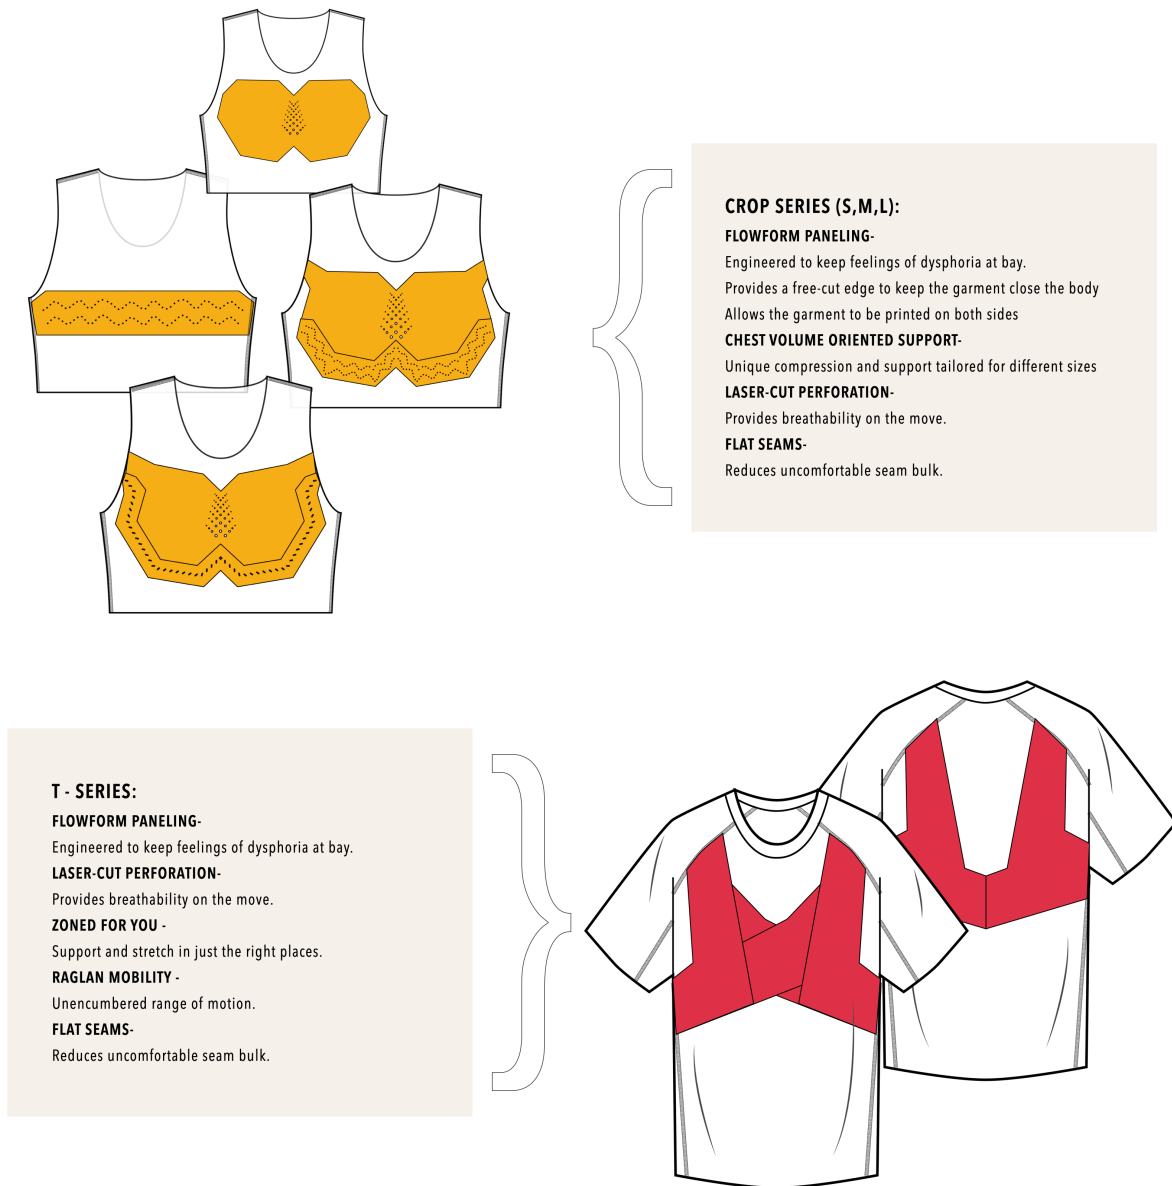 CROP SERIES (S,M,L):
FLOWFORM PANELING-
Engineered to keep feelings of dysphoria at bay.
Provides a free-cut edge to keep the garment close the body
Allows the garment to be printed on both sides
CHEST VOLUME ORIENTED SUPPORT-
Unique compression and support tailored for different sizes
LASER-CUT PERFORATION-
Provides breathability on the move.
FLAT SEAMS-
Reduces uncomfortable seam bulk.
T - SERIES:
FLOWFORM PANELING-
Engineered to keep feelings of dysphoria at bay.
LASER-CUT PERFORATION-
Provides breathability on the move.
ZONED FOR YOU -
Support and stretch in just the right places.
RAGLAN MOBILITY -
Unencumbered range of motion.
FLAT SEAMS-
Reduces uncomfortable seam bulk.